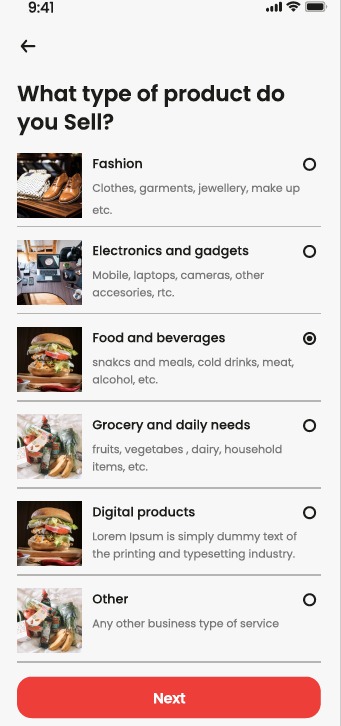 9:41
What type of product do
you Sell?
Fashion
Clothes, garments, jewellery, make up
etc.
Electronics and gadgets
Mobile, laptops, cameras, other
accesories, rtc.
Food and beverages
snakcs and meals, cold drinks, meat,
alcohol, etc.
Grocery and daily needs
fruits, vegetabes , dairy, household
items, etc.
Digital products
Lorem Ipsum is simply dummy text of
the printing and typesetting industry.
Other
Any other business type of service
Next